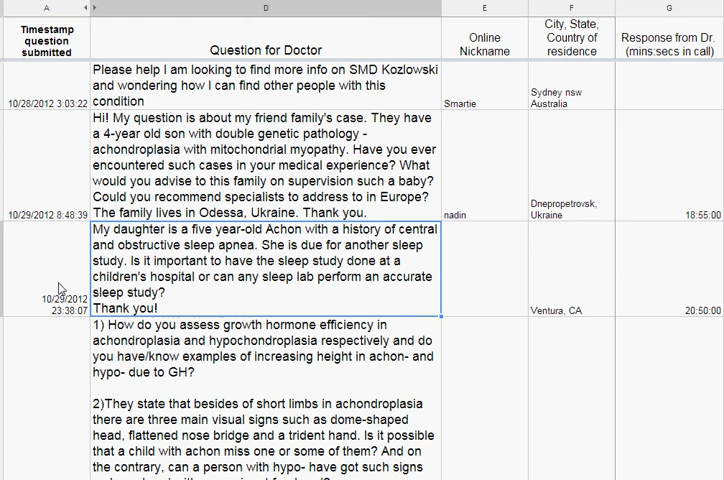 A
D
E
F
G
Timestamp
question
submitted
Question for Doctor
Online
Nickname
City, State,
Country of
residence
Response from Dr.
(mins:secs in call)
10/28/2012 3:03:22
Please help I am looking to find more info on SMD Kozlowski
and wondering how I can find other people with this
condition
Smartie
Sydney nsw
Australia
10/29/2012 8:48:39
Hi! My question is about my friend family's case. They have
a 4-year old son with double genetic pathology -
achondroplasia with mitochondrial myopathy. Have you ever
encountered such cases in your medical experience? What
would you advise to this family on supervision such a baby?
Could you recommend specialists to address to in Europe?
The family lives in Odessa, Ukraine. Thank you.
nadin
Dnepropetrovsk,
Ukraine
18:55:00
10/29/2012
23:38:07
My daughter is a five year-old Achon with a history of central
and obstructive sleep apnea. She is due for another sleep
study. Is it important to have the sleep study done at a
children's hospital or can any sleep lab perform an accurate
sleep study?
Thank you!
Ventura, CA
20:50:00
1) How do you assess growth hormone efficiency in
achondroplasia and hypochondroplasia respectively and do
you have/know examples of increasing height in achon- and
hypo- due to GH?
2)They state that besides of short limbs in achondroplasia
there are three main visual signs such as dome-shaped
head, flattened nose bridge and a trident hand. Is it possible
that a child with achon miss one or some of them? And on
the contrary, can a person with hypo- have got such signs